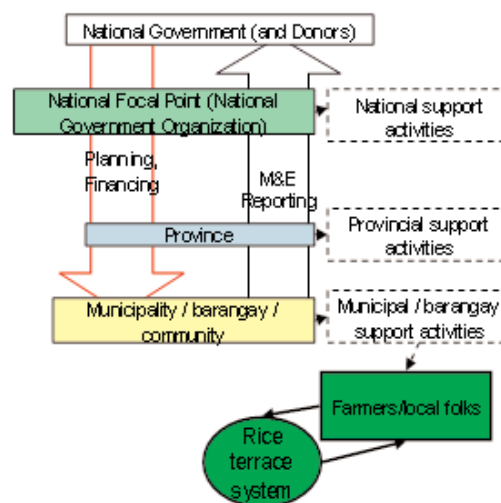 National Government (and Donors)
National Focal Point (National
Government Organization)
National support
activities
Planning,
Financing
M&E
Reporting
Province
Provincial support
activities
Municipality / barangay /
community
Municipal / barangay
support activities
Farmers/local folks
Rice
terrace
system